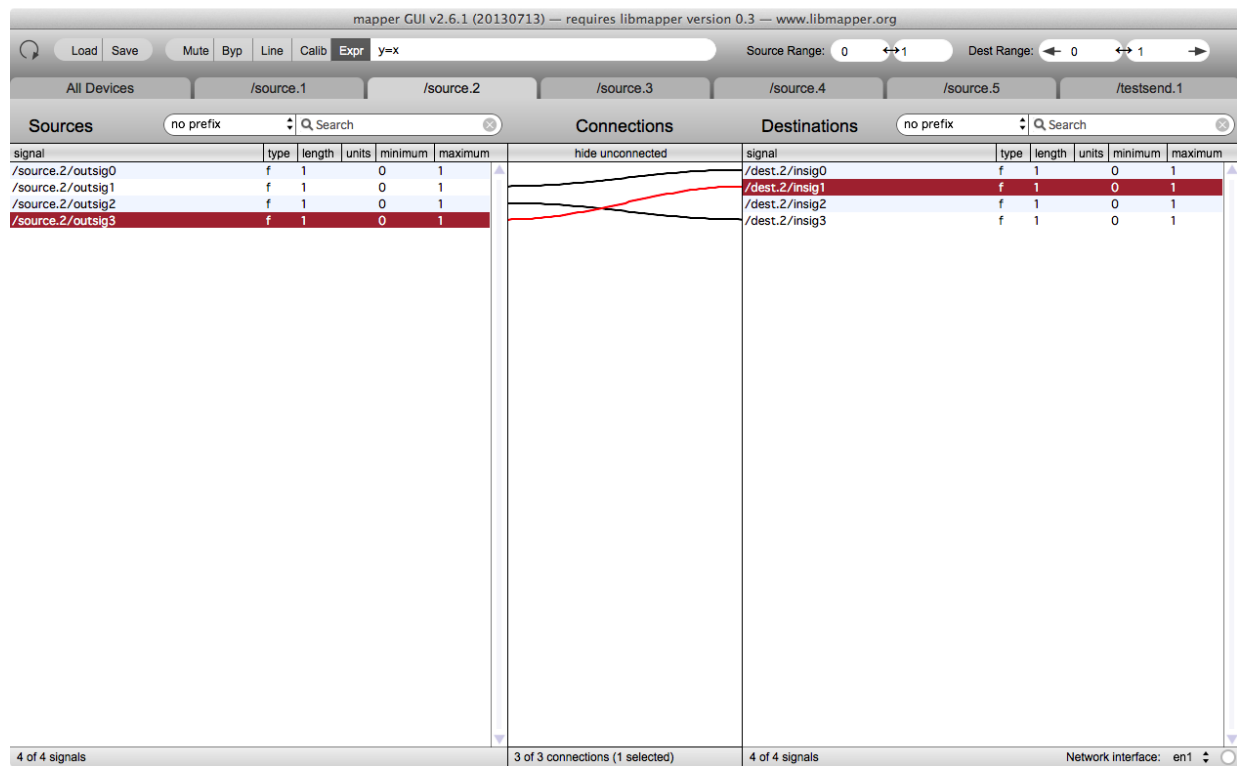 mapper GUI v2.6.1 (20130713) — requires libmapper version 0.3 — www.libmapper.org
Load Save Mute Byp Line Calib Expr y=x Source Range: 0 ↔ 1 Dest Range: 0 ↔ 1
All Devices /source.1 /source.2 /source.3 /source.4 /source.5 /testsend.1
Sources no prefix Search Connections Destinations no prefix Search
signal type length units minimum maximum hide unconnected signal type length units minimum maximum
/source.2/outsig0 f 1 0 1 /dest.2/insig0 f 1 0 1
/source.2/outsig1 f 1 0 1 /dest.2/insig1 f 1 0 1
/source.2/outsig2 f 1 0 1 /dest.2/insig2 f 1 0 1
/source.2/outsig3 f 1 0 1 /dest.2/insig3 f 1 0 1
4 of 4 signals 3 of 3 connections (1 selected) 4 of 4 signals Network interface: en1